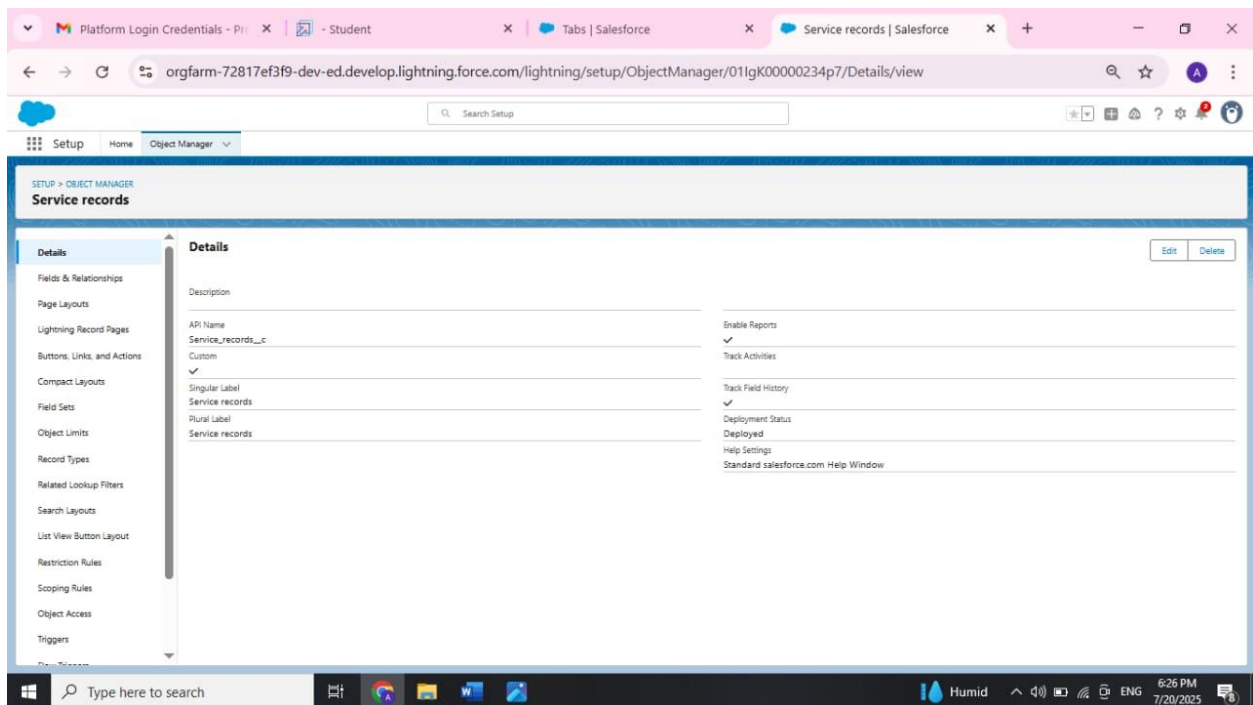 Platform Login Credentials - Pr
- Student
Tabs | Salesforce
Service records | Salesforce
orgfarm-72817ef3f9-dev-ed.develop.lightning.force.com/lightning/setup/ObjectManager/01IgK00000234p7/Details/view
A
Search Setup
2
Setup
Home
Object Manager
SETUP > OBJECT MANAGER
Service records
Details
Fields & Relationships
Page Layouts
Lightning Record Pages
Buttons, Links, and Actions
Compact Layouts
Field Sets
Object Limits
Record Types
Related Lookup Filters
Search Layouts
List View Button Layout
Restriction Rules
Scoping Rules
Object Access
Triggers
Details
Edit
Delete
Description
API Name
Service_records__c
Custom
Singular Label
Service records
Plural Label
Service records
Enable Reports
Track Activities
Track Field History
Deployment Status
Deployed
Help Settings
Standard salesforce.com Help Window
Type here to search
Humid
ENG
6:26 PM
7/20/2025
8